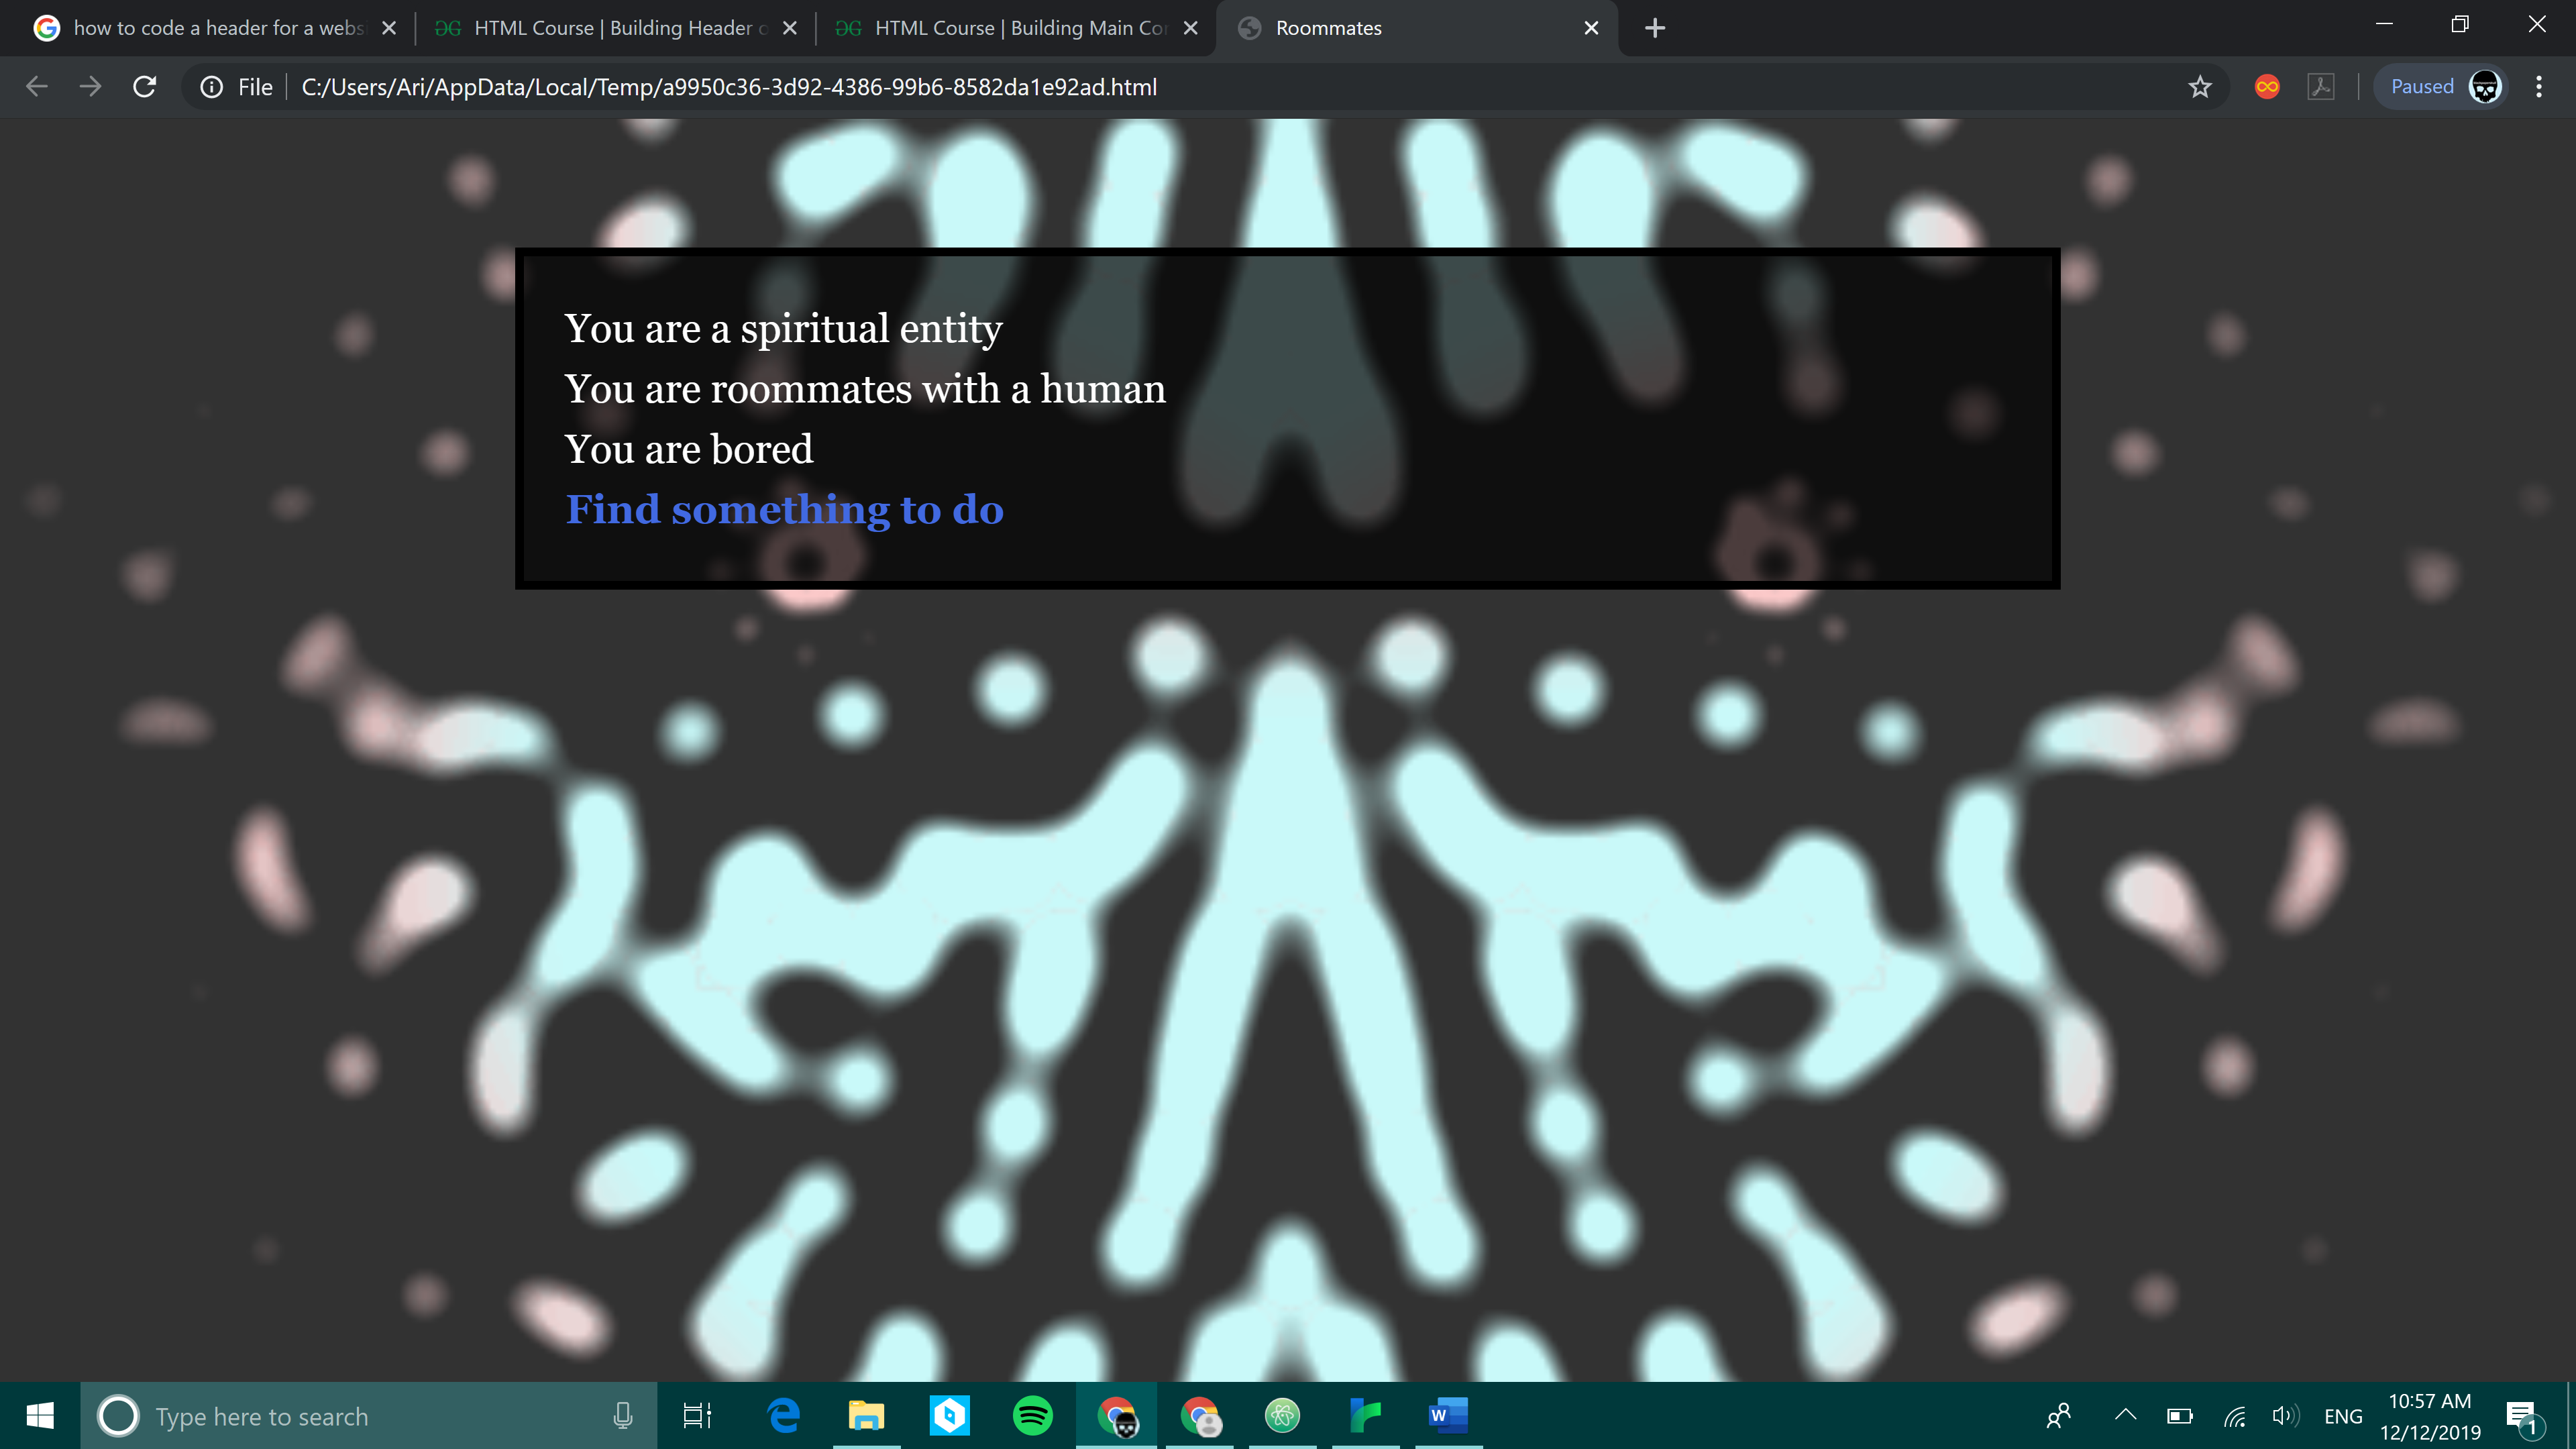 how to code a header for a websi
HTML Course | Building Header o
HTML Course | Building Main Con
Roommates
File
C:/Users/Ari/AppData/Local/Temp/a9950c36-3d92-4386-99b6-8582da1e92ad.html
Paused
You are a spiritual entity
You are roommates with a human
You are bored
Find something to do
Type here to search
ENG
10:57 AM
12/12/2019
1